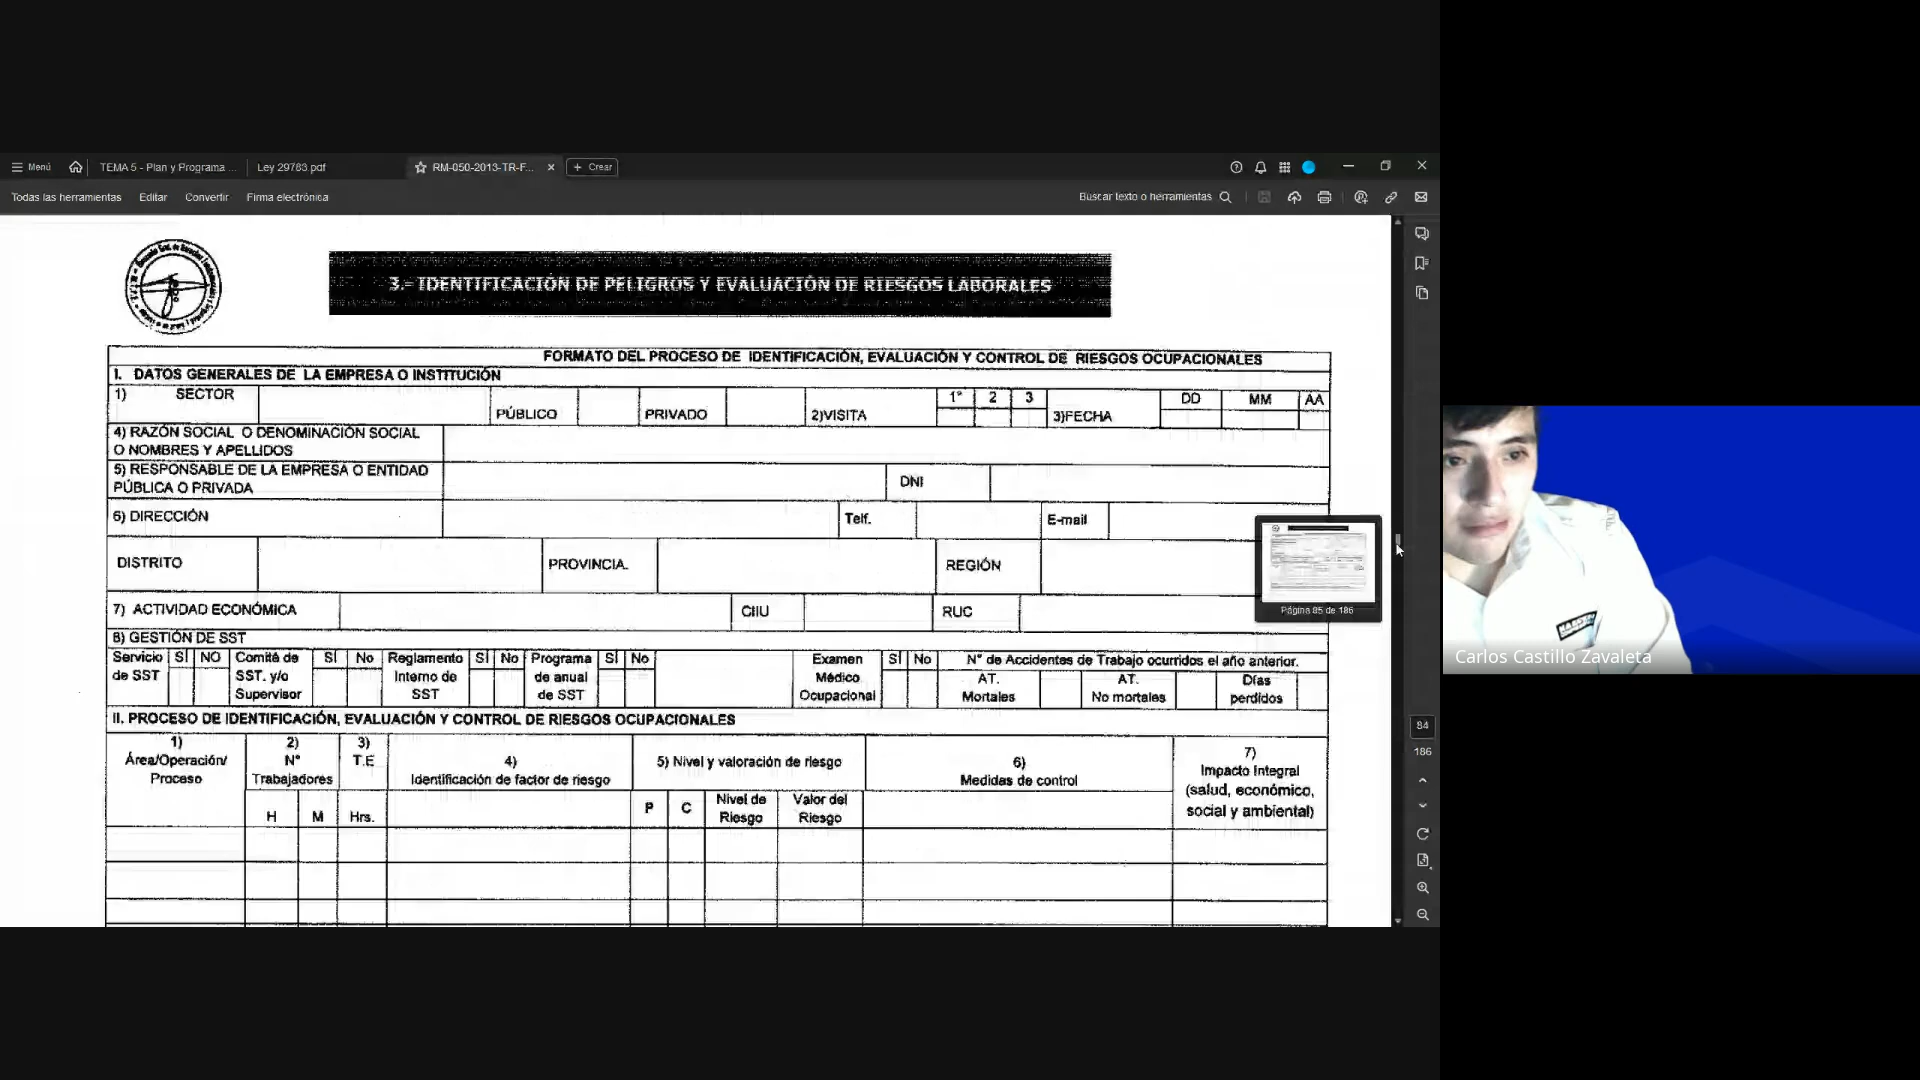 Menú
TEMA 5 - Plan y Programa ...
Ley 29783.pdf
RM-050-2013-TR-F...
Crear
Todas las herramientas
Editar
Convertir
Firma electrónica
Buscar texto o herramientas
3.- IDENTIFICACIÓN DE PELIGROS Y EVALUACIÓN DE RIESGOS LABORALES
FORMATO DEL PROCESO DE IDENTIFICACIÓN, EVALUACIÓN Y CONTROL DE RIESGOS OCUPACIONALES
I. DATOS GENERALES DE LA EMPRESA O INSTITUCIÓN
1) SECTOR
PÚBLICO
PRIVADO
2)VISITA
1° 2 3
3)FECHA
DD MM AA
4) RAZÓN SOCIAL O DENOMINACIÓN SOCIAL
O NOMBRES Y APELLIDOS
5) RESPONSABLE DE LA EMPRESA O ENTIDAD
PÚBLICA O PRIVADA
DNI
6) DIRECCIÓN
Telf.
E-mail
DISTRITO
PROVINCIA.
REGIÓN
Página 85 de 186
7) ACTIVIDAD ECONÓMICA
CIIU
RUC
8) GESTIÓN DE SST
Servicio
de SST
SÍ NO
Comité de
SST. y/o
Supervisor
SÍ No
Reglamento
Interno de
SST
SÍ No
Programa
de anual
de SST
SÍ No
Examen
Médico
Ocupacional
SÍ No
N° de Accidentes de Trabajo ocurridos el año anterior.
AT.
Mortales
AT.
No mortales
Días
perdidos
II. PROCESO DE IDENTIFICACIÓN, EVALUACIÓN Y CONTROL DE RIESGOS OCUPACIONALES
1)
Área/Operación/
Proceso
2)
N°
Trabajadores
3)
T.E
4)
Identificación de factor de riesgo
5) Nivel y valoración de riesgo
6)
Medidas de control
7)
Impacto Integral
(salud, económico,
social y ambiental)
H M Hrs.
P C
Nivel de
Riesgo
Valor del
Riesgo
84
186
Carlos Castillo Zavaleta